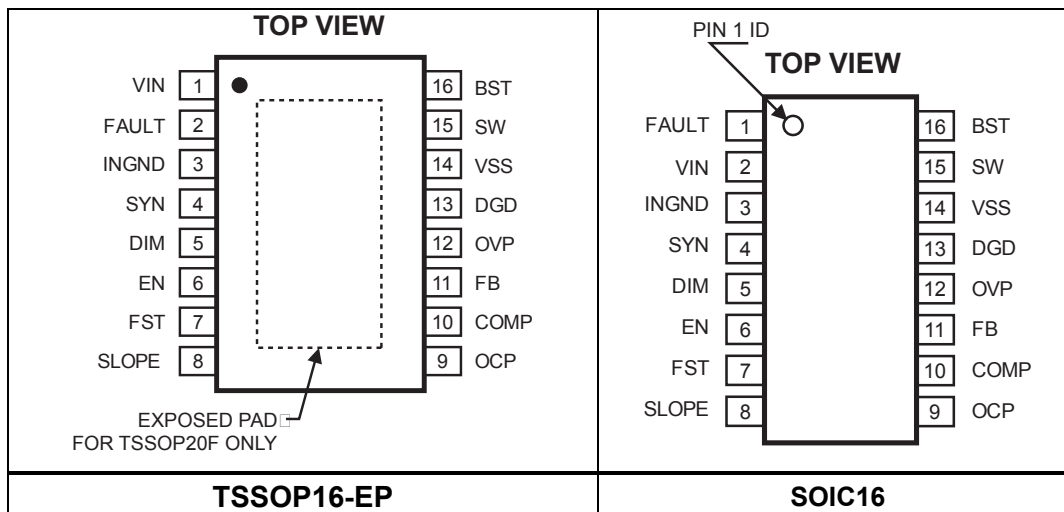 TOP VIEW
VIN 1
FAULT 2
INGND 3
SYN 4
DIM 5
EN 6
FST 7
SLOPE 8
16 BST
15 SW
14 VSS
13 DGD
12 OVP
11 FB
10 COMP
9 OCP
EXPOSED PAD
FOR TSSOP20F ONLY
TSSOP16-EP
PIN 1 ID
TOP VIEW
FAULT 1
VIN 2
INGND 3
SYN 4
DIM 5
EN 6
FST 7
SLOPE 8
16 BST
15 SW
14 VSS
13 DGD
12 OVP
11 FB
10 COMP
9 OCP
SOIC16